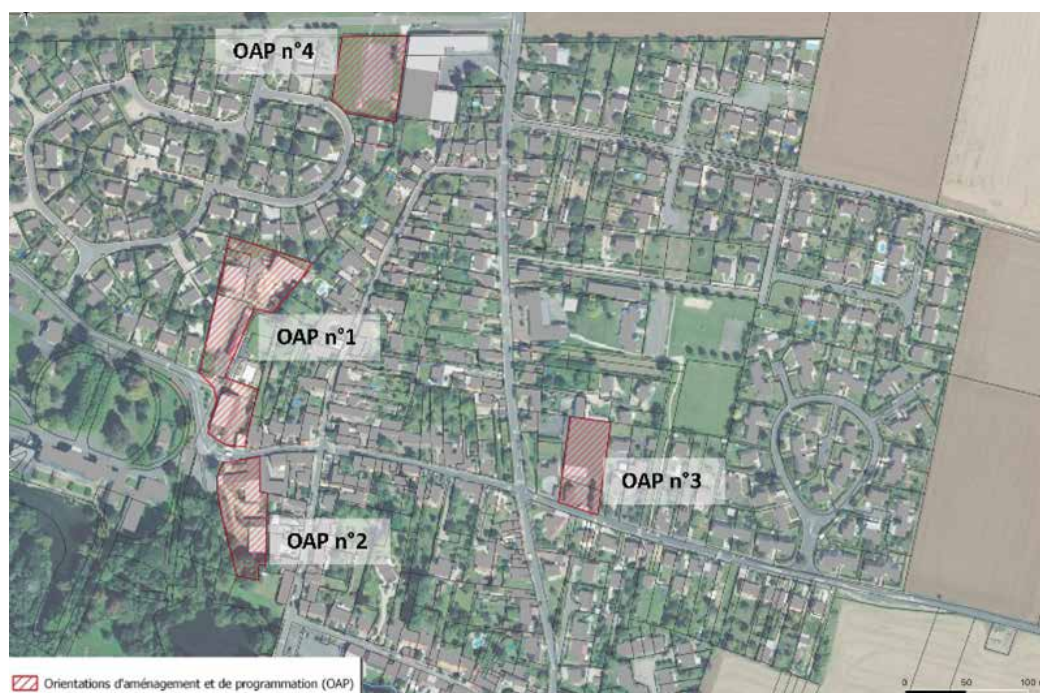 OAP n°4
OAP n°1
OAP n°3
OAP n°2
Orientations d'aménagement et de programmation (OAP)
0 50 100